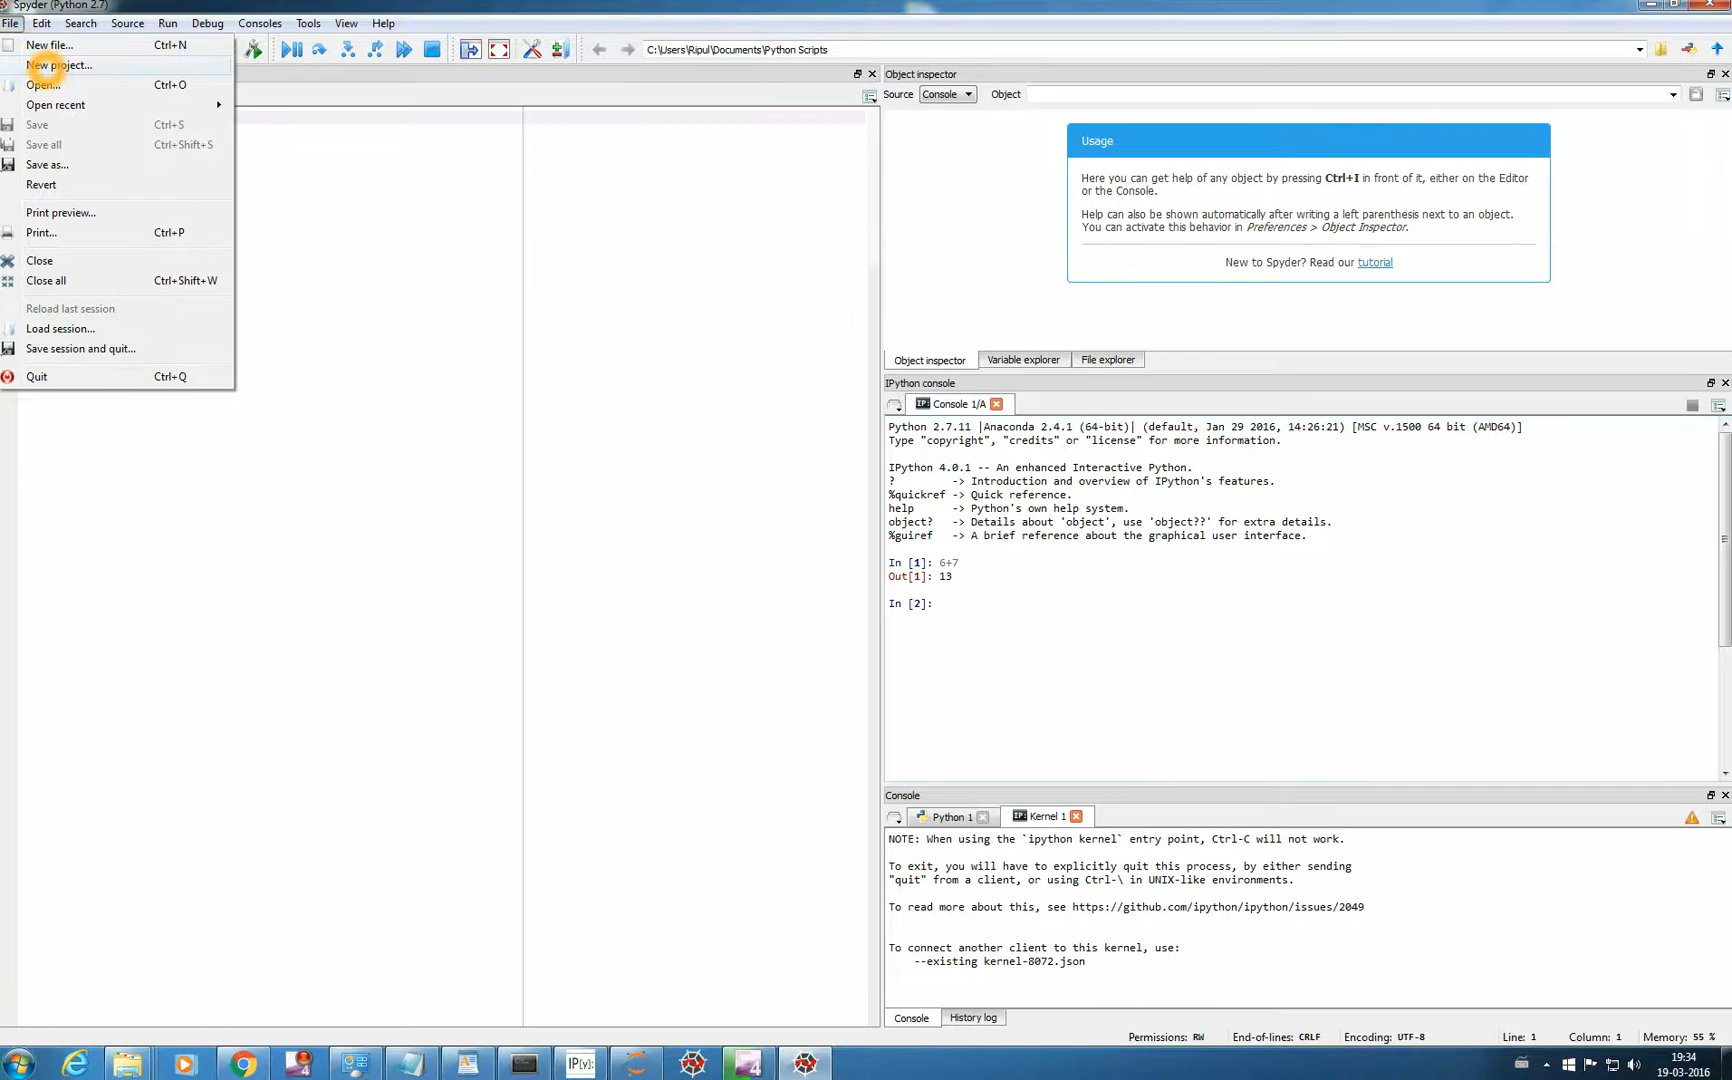 Spyder (Python 2.7)
File Edit Search Source Run Debug Consoles Tools View Help
New file... Ctrl+N
New project...
Open... Ctrl+O
Open recent
Save Ctrl+S
Save all Ctrl+Shift+S
Save as...
Revert
Print preview...
Print... Ctrl+P
Close
Close all Ctrl+Shift+W
Reload last session
Load session...
Save session and quit...
Quit Ctrl+Q
C:\Users\Ripul\Documents\Python Scripts
Object inspector
Source Console Object
Usage
Here you can get help of any object by pressing Ctrl+I in front of it, either on the Editor
or the Console.
Help can also be shown automatically after writing a left parenthesis next to an object.
You can activate this behavior in Preferences > Object Inspector.
New to Spyder? Read our tutorial
Object inspector Variable explorer File explorer
IPython console
IP: Console 1/A
Python 2.7.11 |Anaconda 2.4.1 (64-bit)| (default, Jan 29 2016, 14:26:21) [MSC v.1500 64 bit (AMD64)]
Type "copyright", "credits" or "license" for more information.
IPython 4.0.1 -- An enhanced Interactive Python.
? -> Introduction and overview of IPython's features.
%quickref -> Quick reference.
help -> Python's own help system.
object? -> Details about 'object', use 'object??' for extra details.
%guiref -> A brief reference about the graphical user interface.
In [1]: 6+7
Out[1]: 13
In [2]:
Console
Python 1 IP: Kernel 1
NOTE: When using the `ipython kernel` entry point, Ctrl-C will not work.
To exit, you will have to explicitly quit this process, by either sending
"quit" from a client, or using Ctrl-\ in UNIX-like environments.
To read more about this, see https://github.com/ipython/ipython/issues/2049
To connect another client to this kernel, use:
--existing kernel-8072.json
Console History log
Permissions: RW End-of-lines: CRLF Encoding: UTF-8 Line: 1 Column: 1 Memory: 55 %
4 IP[y]: 4
19:34
19-03-2016